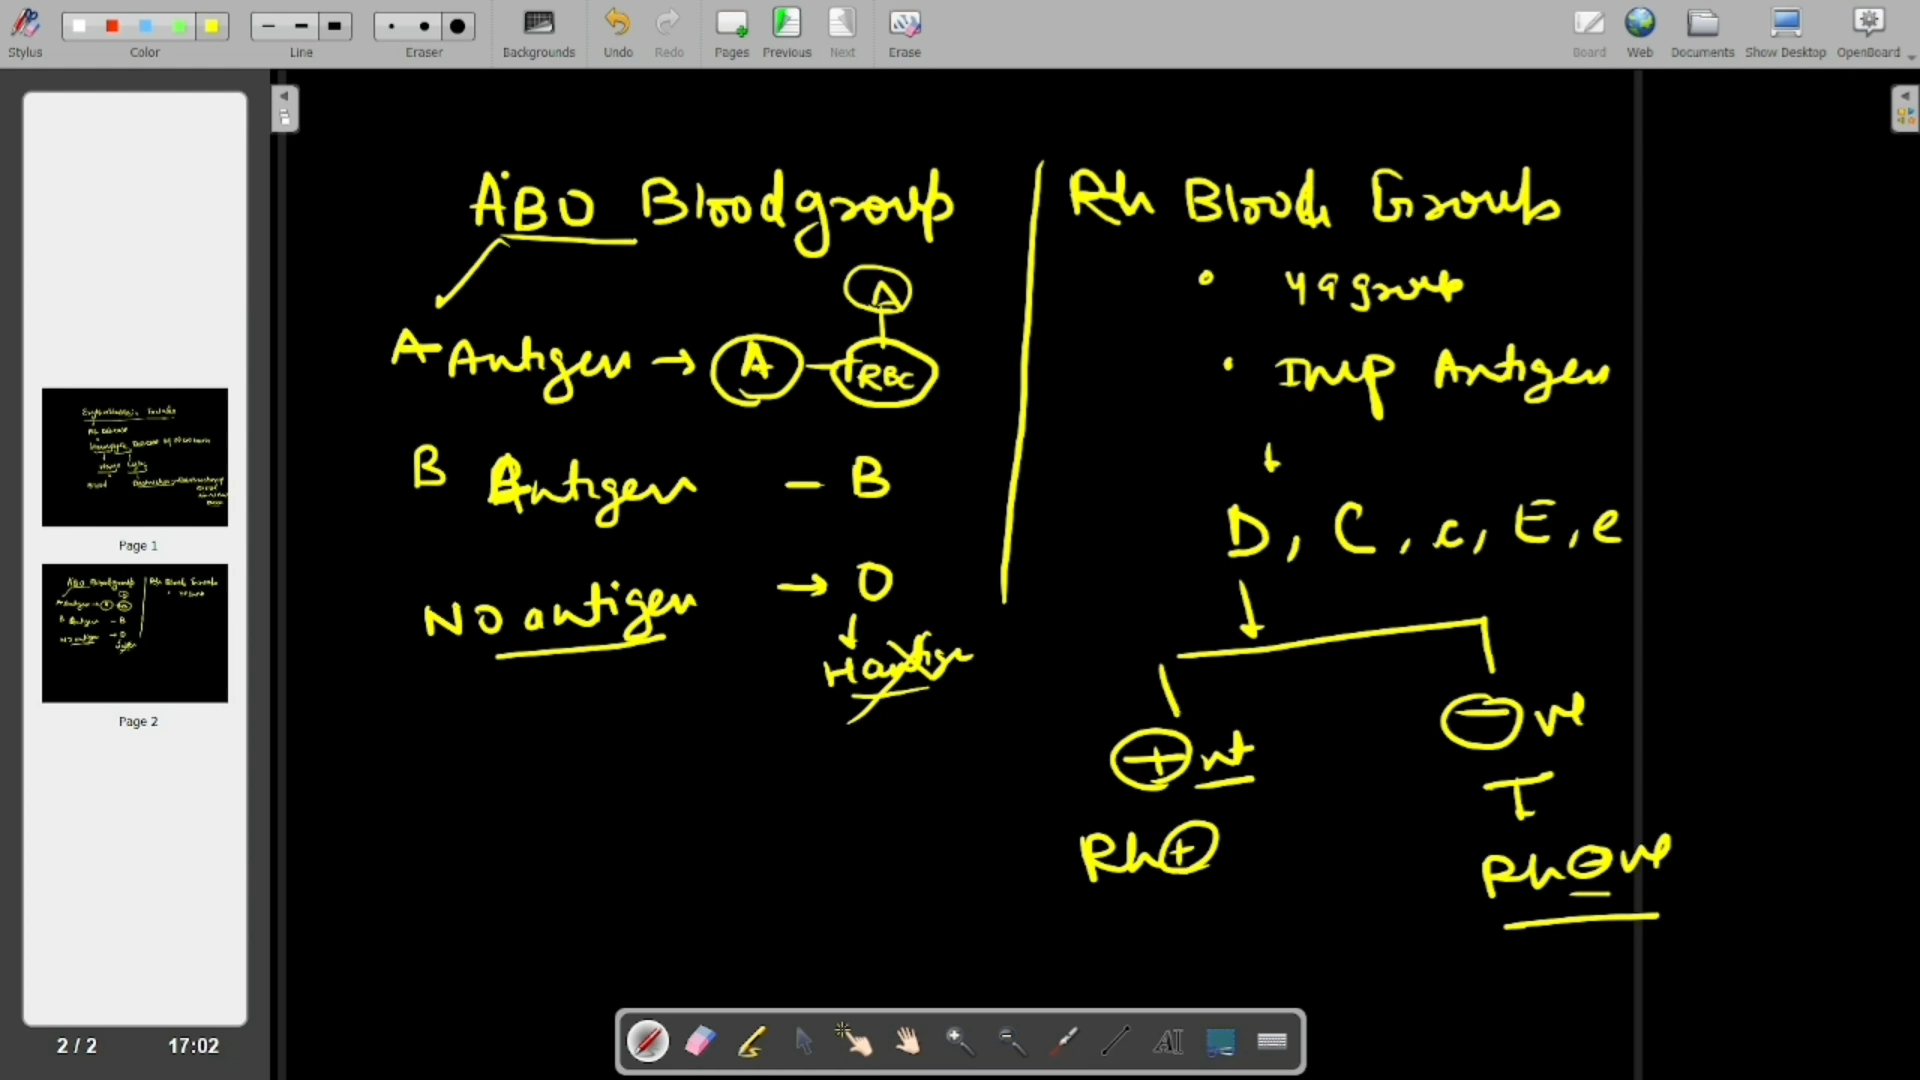 Stylus
Color
Line
Eraser
Backgrounds
Undo
Redo
Pages
Previous
Next
Erase
Board
Web
Documents
Show Desktop
OpenBoard
ABO Bloodgroup
A Antigen → A RBC
A
B Antigen - B
No antigen → O
H antige
Rh Blood Group
• 49 group
• Imp Antigen
D, C, c, E, e
+ nt
Rh +
- ve
Rh - ve
Page 1
Page 2
2 / 2
17:02